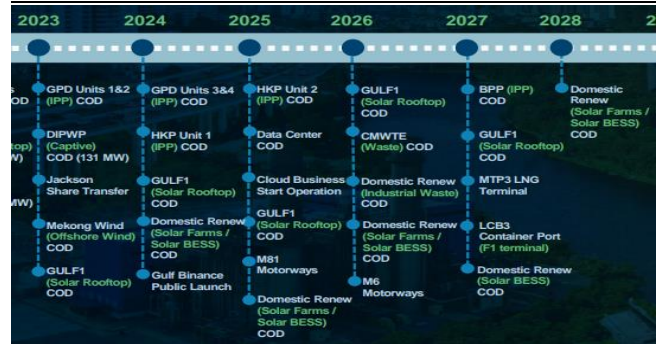 2023 2024 2025 2026 2027 2028 2
s
OD
top)
W)
MW)
GPD Units 1&2
(IPP) COD
DIPWP
(Captive)
COD (131 MW)
Jackson
Share Transfer
Mekong Wind
(Offshore Wind)
COD
GULF1
(Solar Rooftop)
COD
GPD Units 3&4
(IPP) COD
HKP Unit 1
(IPP) COD
GULF1
(Solar Rooftop)
COD
Domestic Renew
(Solar Farms /
Solar BESS)
COD
Gulf Binance
Public Launch
HKP Unit 2
(IPP) COD
Data Center
COD
Cloud Business
Start Operation
GULF1
(Solar Rooftop)
COD
M81
Motorways
Domestic Renew
(Solar Farms /
Solar BESS)
COD
GULF1
(Solar Rooftop)
COD
CMWTE
(Waste) COD
Domestic Renew
(Industrial Waste)
COD
Domestic Renew
(Solar Farms /
Solar BESS)
COD
M6
Motorways
BPP (IPP)
COD
GULF1
(Solar Rooftop)
COD
MTP3 LNG
Terminal
LCB3
Container Port
(F1 terminal)
Domestic Renew
(Solar BESS)
COD
Domestic
Renew
(Solar Farms /
Solar BESS)
COD